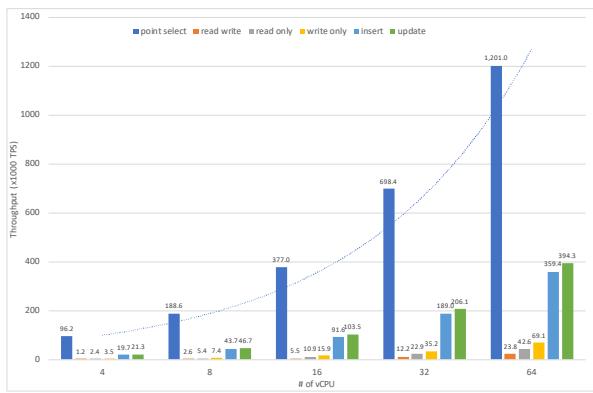 1400
point select read write read only write only insert update
1,201.0
1200
1000
800
698.4
600
394.3
377.0
359.4
400
206.1
188.6
189.0
200
96.2
91.6 103.5
43.7 46.7
69.1
19.7 21.3
1.2 2.4 3.5
2.6 5.4 7.4
5.5 10.9 15.9
12.2 22.9 35.2
23.8 42.6
0
4 8 16 32 64
# of vCPU
Throughput (x1000 TPS)